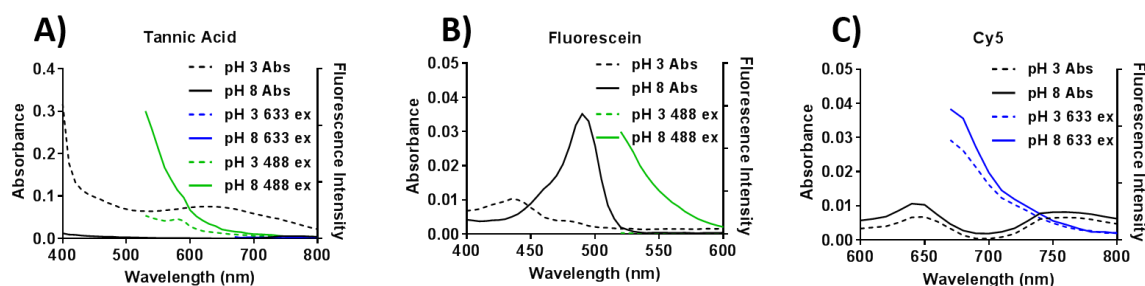 A)
Tannic Acid
Absorbance
0.4
0.3
0.2
0.1
0.0
400
500
600
700
800
Wavelength (nm)
Fluorescence Intensity
pH 3 Abs
pH 8 Abs
pH 3 633 ex
pH 8 633 ex
pH 3 488 ex
pH 8 488 ex
B)
Fluorescein
Absorbance
0.05
0.04
0.03
0.02
0.01
0.00
400
450
500
550
600
Wavelength (nm)
Fluorescence Intensity
pH 3 Abs
pH 8 Abs
pH 3 488 ex
pH 8 488 ex
C)
Cy5
Absorbance
0.05
0.04
0.03
0.02
0.01
0.00
600
650
700
750
800
Wavelength (nm)
Fluorescence Intensity
pH 3 Abs
pH 8 Abs
pH 3 633 ex
pH 8 633 ex